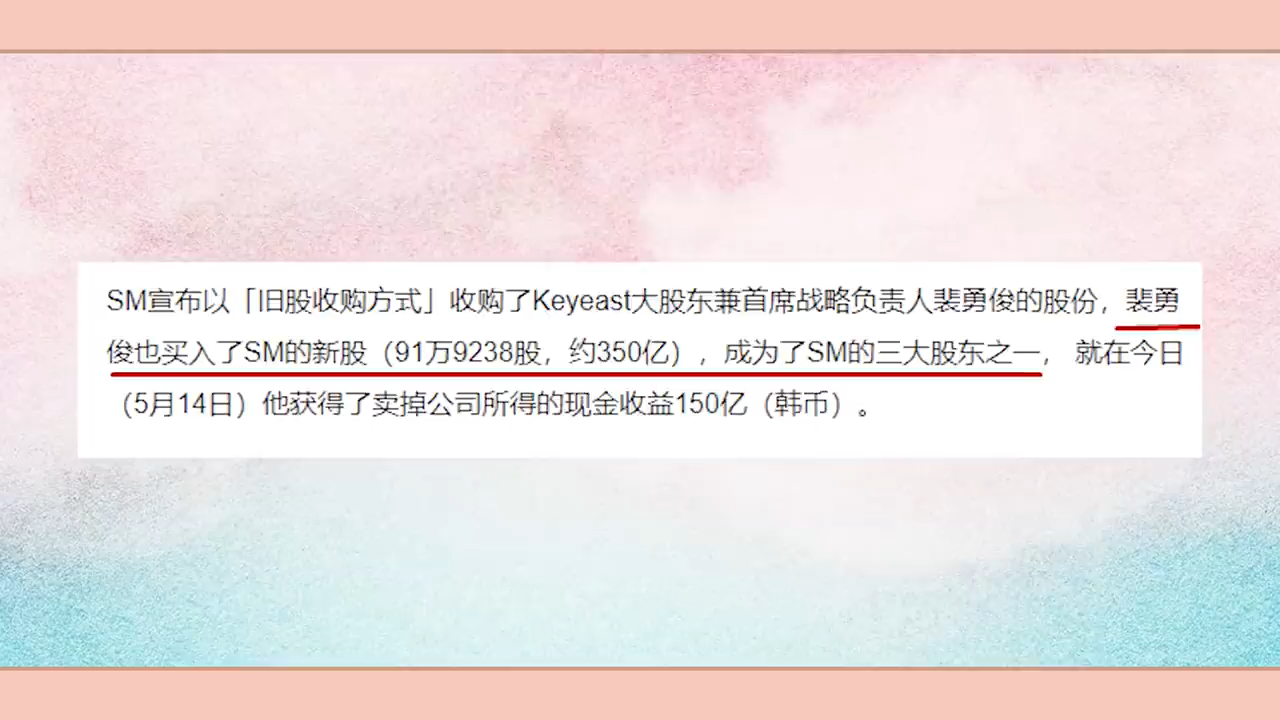 SM宣布以「旧股收购方式」收购了Keyeast大股东兼首席战略负责人裴勇俊的股份，裴勇
俊也买入了SM的新股（91万9238股，约350亿），成为了SM的三大股东之一， 就在今日
（5月14日）他获得了卖掉公司所得的现金收益150亿（韩币）。